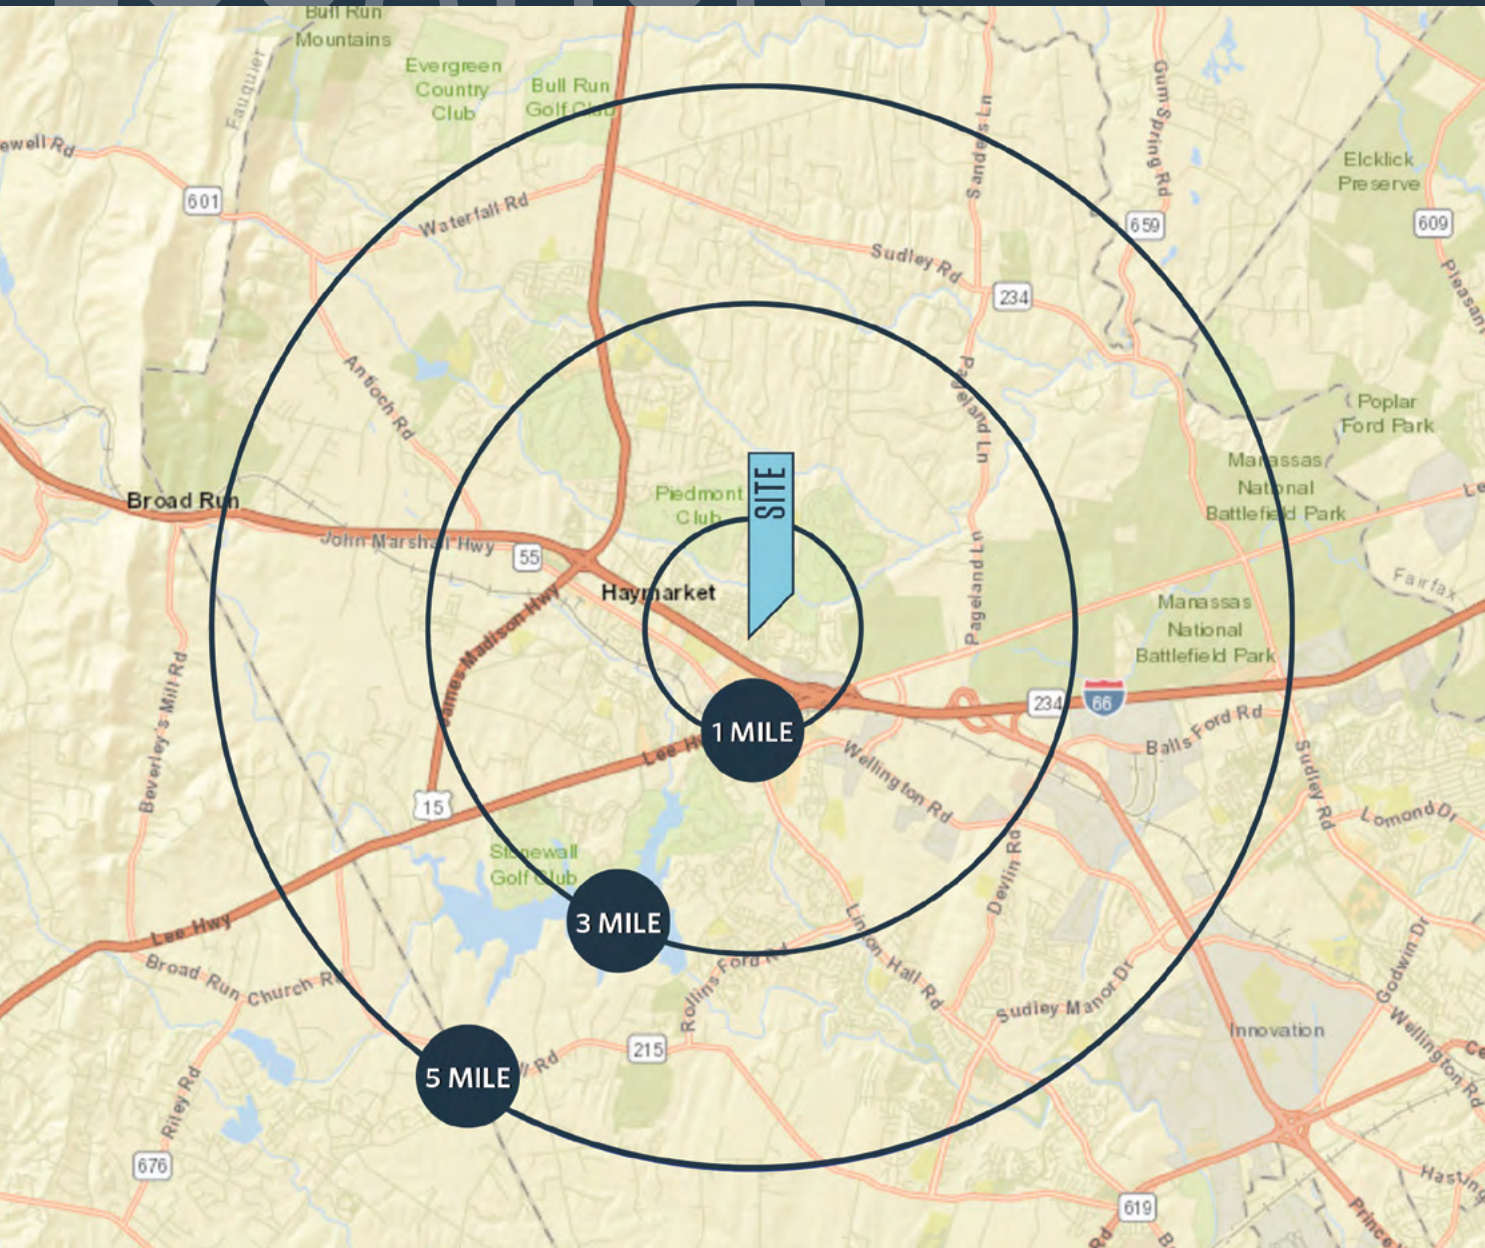 Bull Run
Mountains
Evergreen
Country
Club
Bull Run
Golf Club
Fauquier
Sanders Ln
Gum Spring Rd
Elcklick
Preserve
601
Waterfall Rd
659
609
Sudley Rd
234
Pleasant
Antioch Rd
Pageland Ln
Poplar
Ford Park
Manassas
National
Battlefield Park
Broad Run
Piedmont
Club
SITE
John Marshall Hwy
55
Haymarket
Pageland Ln
Fairfax
Manassas
National
Battlefield Park
James Madison Hwy
Beverley's Mill Rd
234
66
1 MILE
Lee H
Balls Ford Rd
Wellington Rd
Sudley Rd
15
Lomond Dr
Stonewall
Golf Club
Devlin Rd
3 MILE
Lee Hwy
Linton Hall Rd
Broad Run Church Rd
Rollins Ford Rd
Sudley Manor Dr
Godwin Dr
Innovation
Wellington Rd
215
5 MILE
Rd
Riley Rd
676
619
Rd